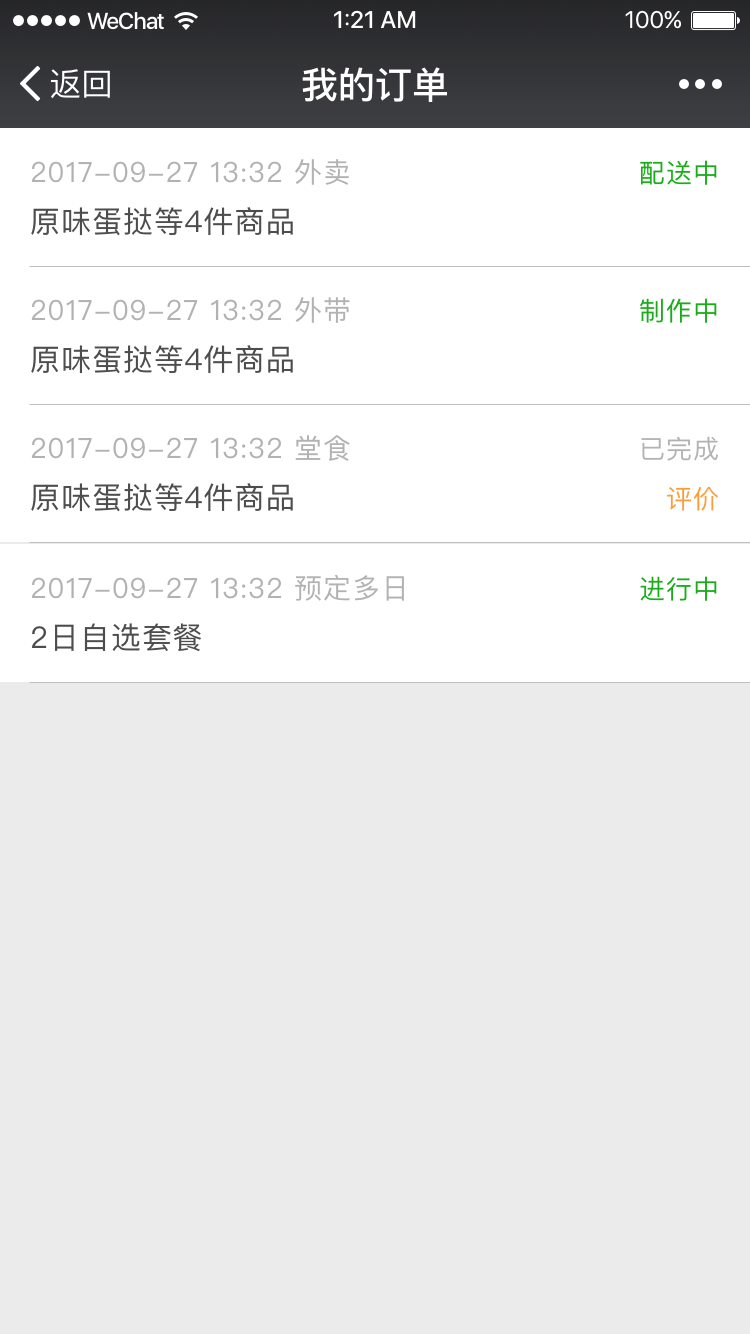 WeChat 1:21 AM 100%
返回 我的订单
2017-09-27 13:32 外卖 配送中
原味蛋挞等4件商品
2017-09-27 13:32 外带 制作中
原味蛋挞等4件商品
2017-09-27 13:32 堂食 已完成
原味蛋挞等4件商品 评价
2017-09-27 13:32 预定多日 进行中
2日自选套餐